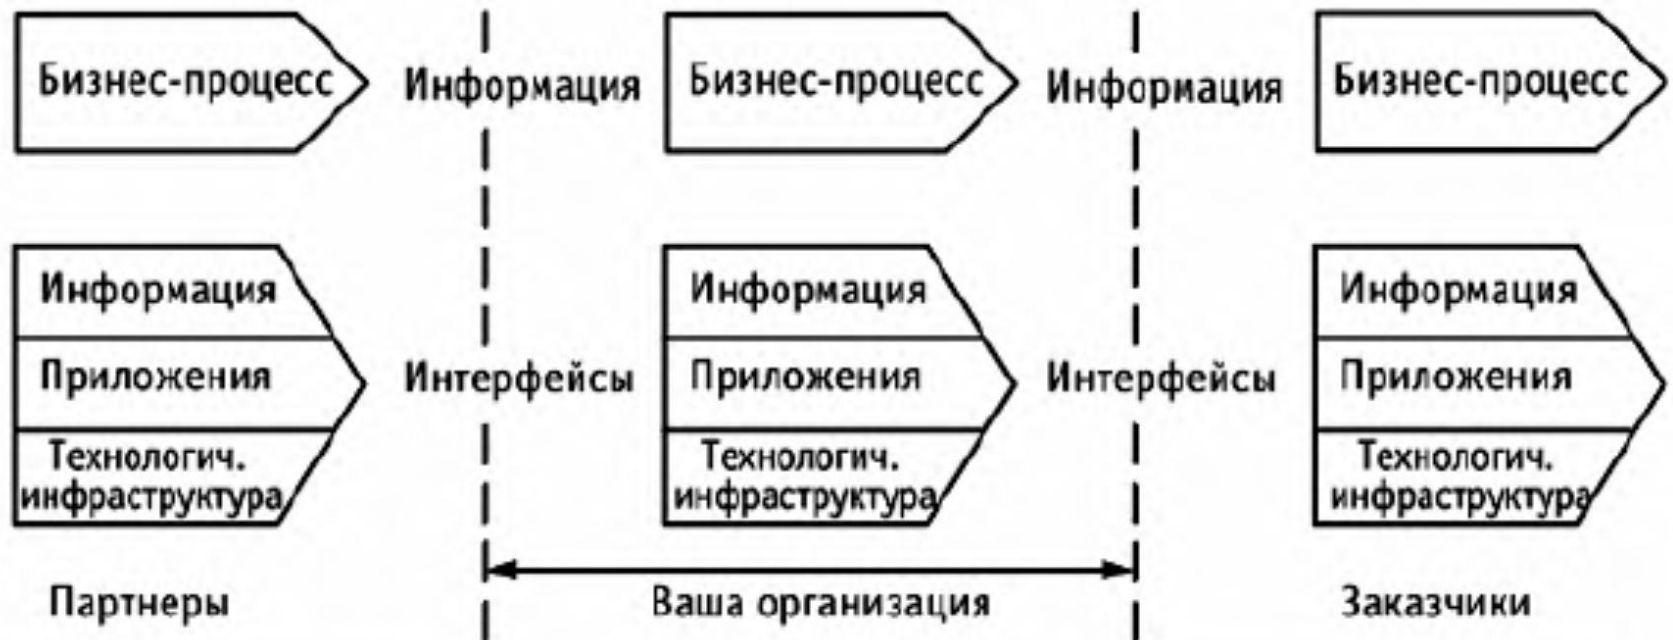 Бизнес-процесс
Информация
Бизнес-процесс
Информация
Бизнес-процесс
Информация
Приложения
Технологич.
инфраструктура
Интерфейсы
Информация
Приложения
Технологич.
инфраструктура
Интерфейсы
Информация
Приложения
Технологич.
инфраструктура
Партнеры
Ваша организация
Заказчики